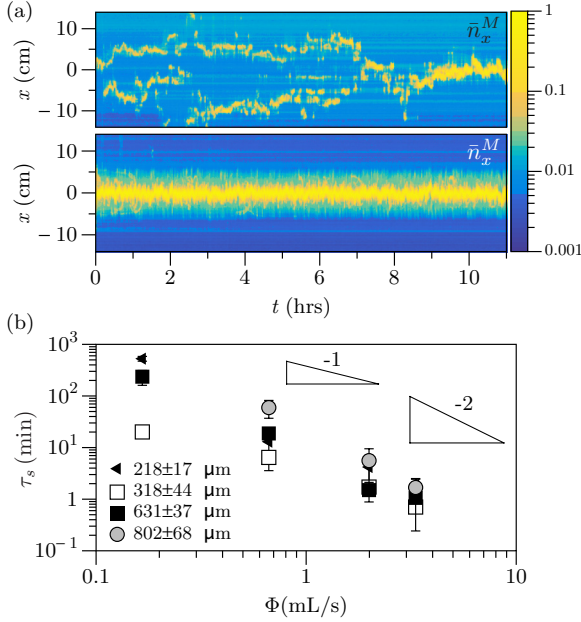 (a)
x (cm)
10
0
−10
n̄ₓᴹ
1
0.1
0.01
0.001
x (cm)
10
0
−10
n̄ₓᴹ
0 2 4 6 8 10
t (hrs)
(b)
τₛ (min)
10³
10²
10¹
1
10⁻¹
-1
-2
218±17 μm
318±44 μm
631±37 μm
802±68 μm
0.1 1 10
Φ(mL/s)